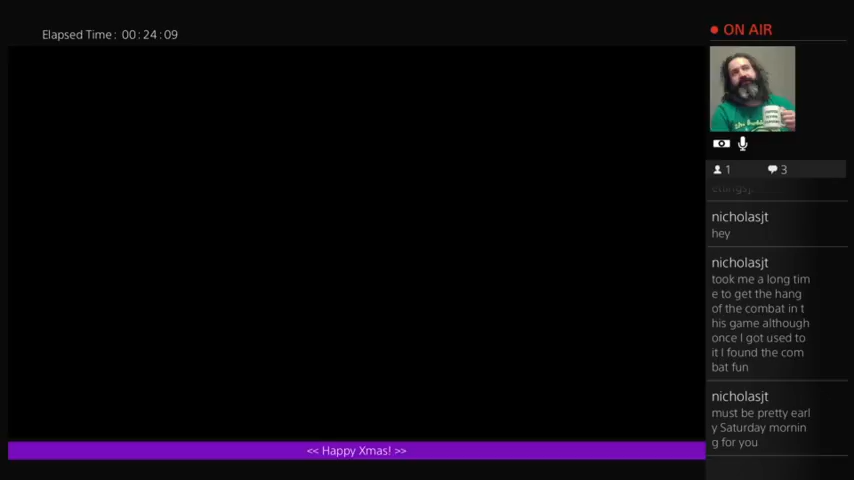 Elapsed Time: 00:24:09
ON AIR
1
3
nicholasjt
hey
nicholasjt
took me a long tim
e to get the hang
of the combat in t
his game although
once I got used to
it I found the com
bat fun
nicholasjt
must be pretty earl
y Saturday mornin
g for you
<< Happy Xmas! >>